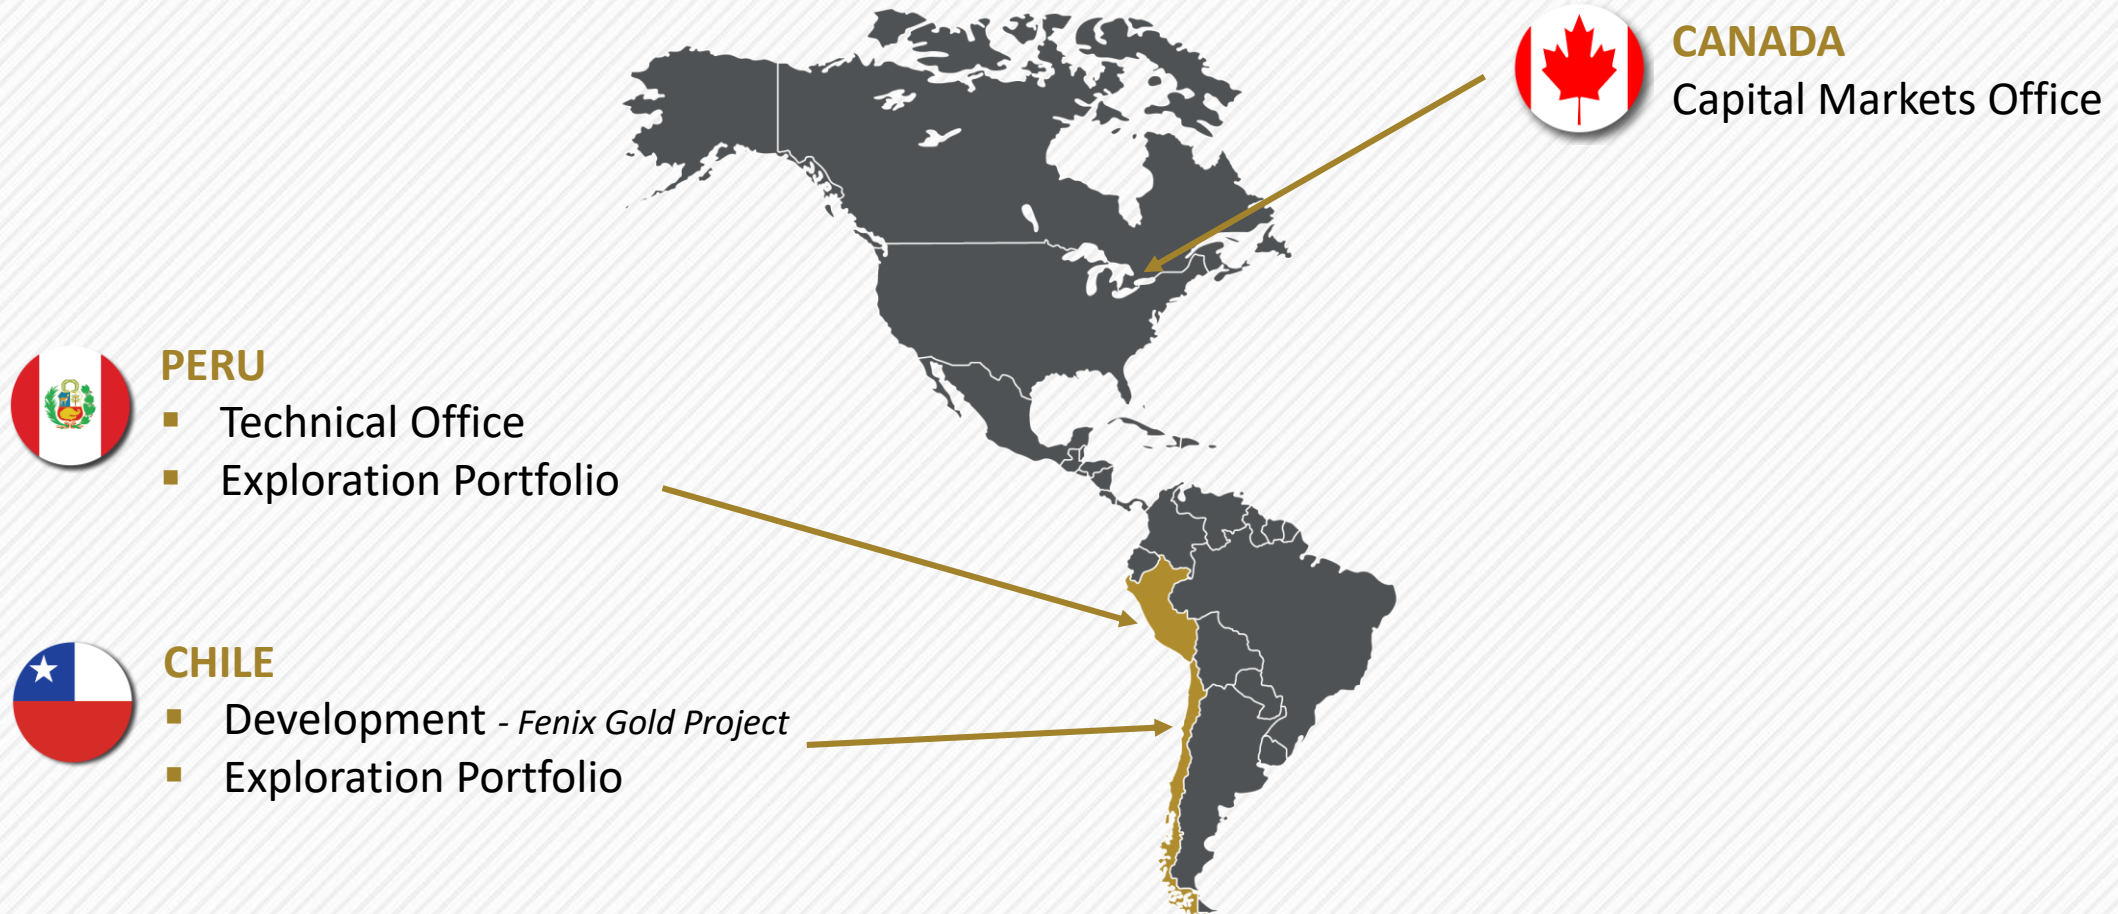 CANADA
Capital Markets Office
PERU
▪ Technical Office
▪ Exploration Portfolio
CHILE
▪ Development - Fenix Gold Project
▪ Exploration Portfolio